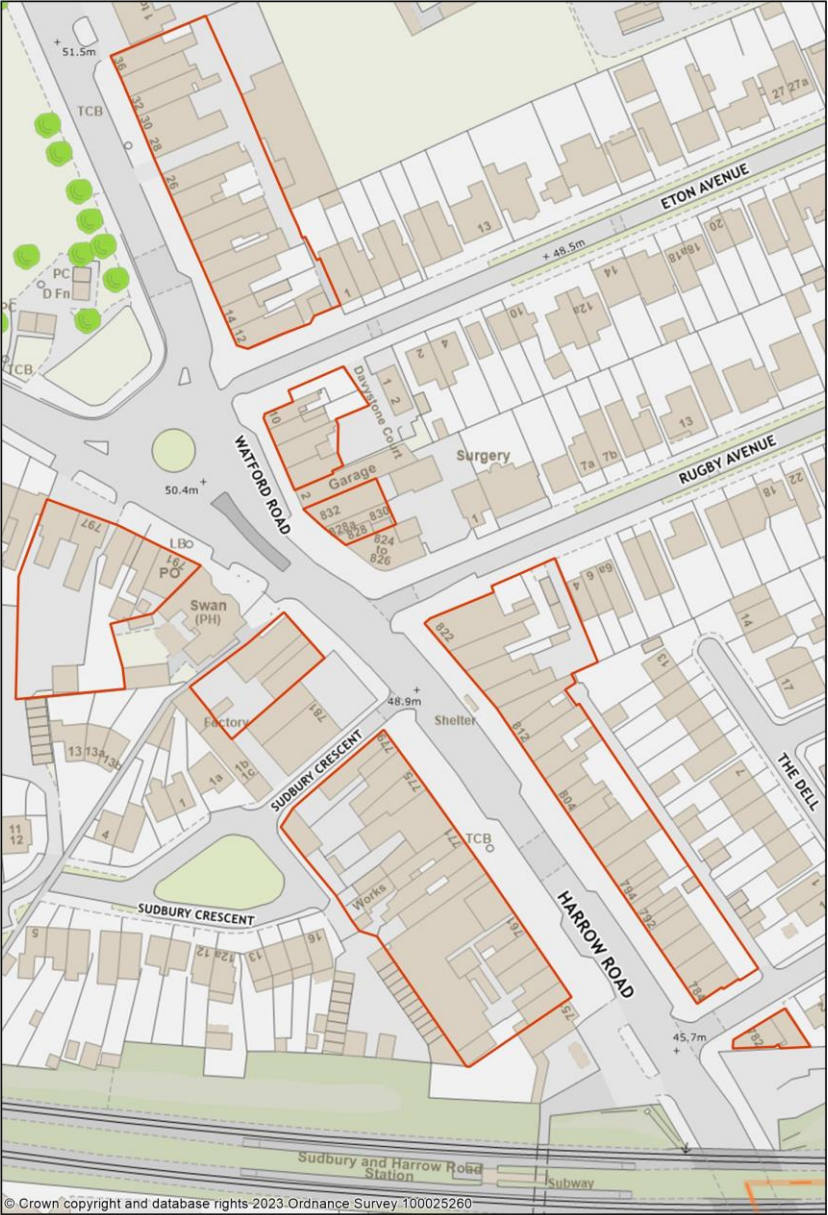 51.5m
TCB
36
32
30
28
26
14
12
27 27a
ETON AVENUE
13
48.5m
1
PC
D Fn
TCB
20
18a18
14
12a
10
4
2
Davystone Court
1
2
10
WATFORD ROAD
50.4m
Garage
2
Surgery
13
7a 7b
1
RUGBY AVENUE
22
18
832
828a
828
830
824
to
826
797
LB
791
PO
Swan
(PH)
822
4
6 6a
14
13
17
48.9m
Shelter
812
Factory
781
SUDBURY CRESCENT
779
775
771
TCB
804
7
THE DELL
1
13 13a
13b
1a
1b
1c
1
4
11
12
Works
794
792
SUDBURY CRESCENT
5
12a 12
13
16
761
HARROW ROAD
784
75
782
45.7m
Sudbury and Harrow Road
Station
Subway
© Crown copyright and database rights 2023 Ordnance Survey 100025260